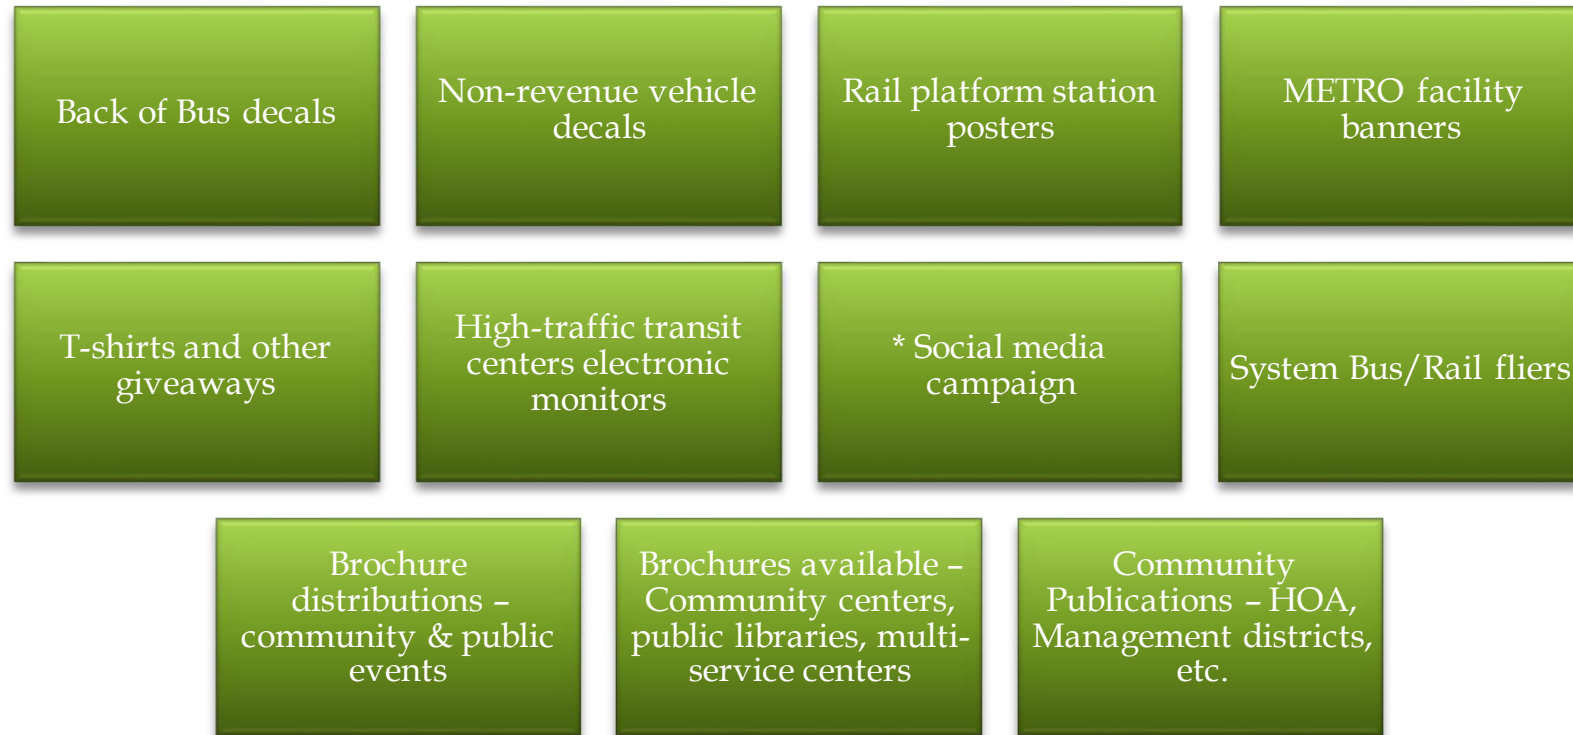 Back of Bus decals
Non-revenue vehicle
decals
Rail platform station
posters
METRO facility
banners
T-shirts and other
giveaways
High-traffic transit
centers electronic
monitors
* Social media
campaign
System Bus/Rail fliers
Brochure
distributions –
community & public
events
Brochures available –
Community centers,
public libraries, multi-
service centers
Community
Publications – HOA,
Management districts,
etc.